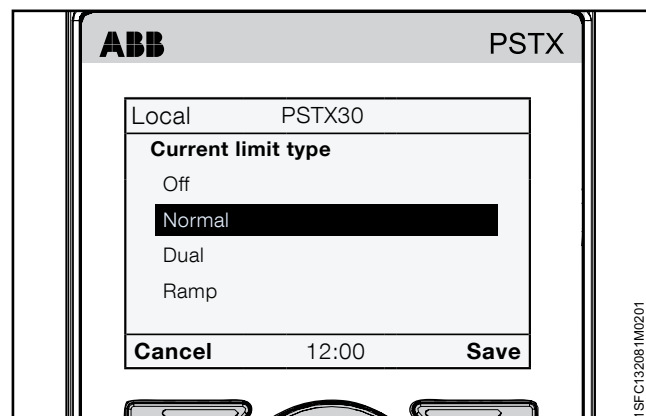 ABB PSTX
Local PSTX30
Current limit type
Off
Normal
Dual
Ramp
Cancel 12:00 Save
1SFC132081M0201